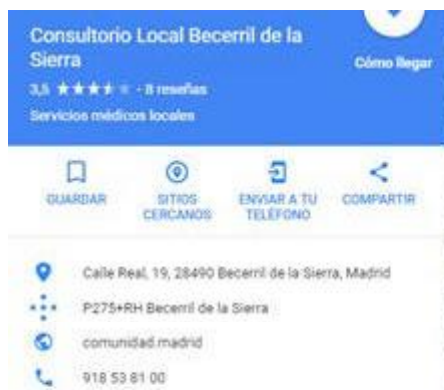 Consultorio Local Becerril de la
Sierra
Cómo llegar
3,5 - 8 reseñas
Servicios médicos locales
GUARDAR
SITIOS
CERCANOS
ENVIAR A TU
TELÉFONO
COMPARTIR
Calle Real, 19, 28490 Becerril de la Sierra, Madrid
P275+RH Becerril de la Sierra
comunidad.madrid
918 53 81 00